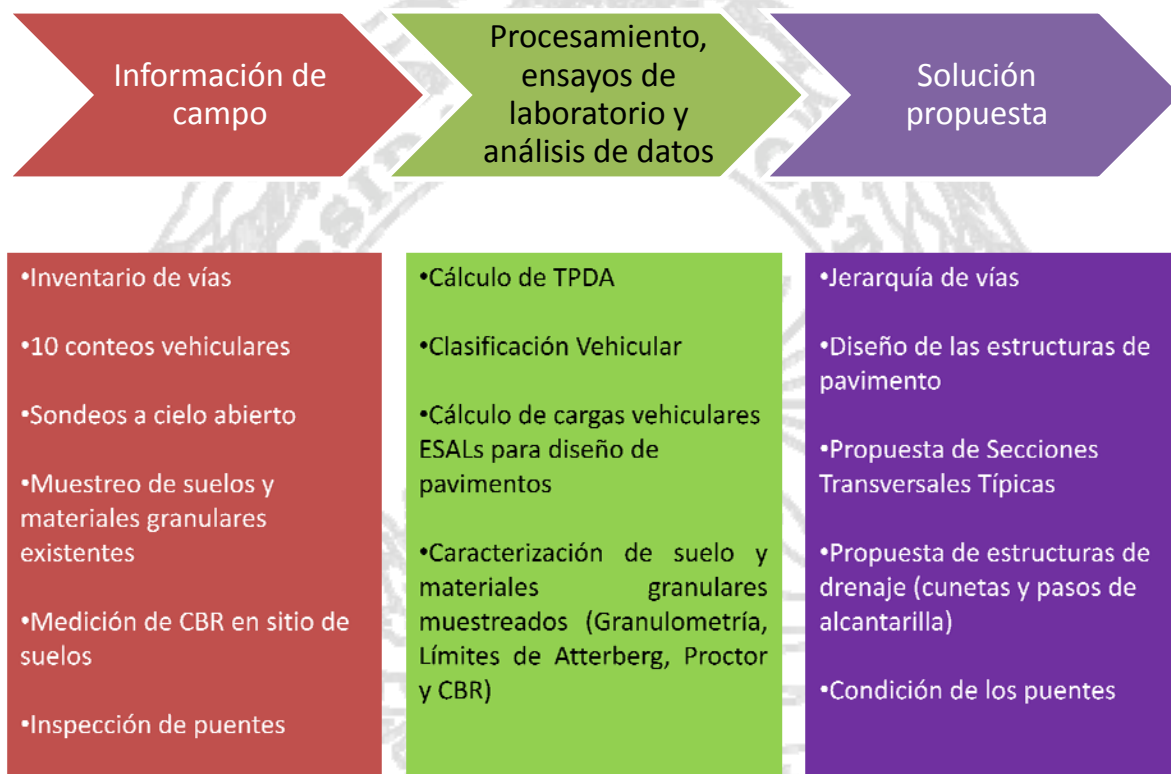 Información de
campo
Procesamiento,
ensayos de
laboratorio y
análisis de datos
Solución
propuesta
•Inventario de vías
•10 conteos vehiculares
•Sondeos a cielo abierto
•Muestreo de suelos y
materiales granulares
existentes
•Medición de CBR en sitio de
suelos
•Inspección de puentes
•Cálculo de TPDA
•Clasificación Vehicular
•Cálculo de cargas vehiculares
ESALs para diseño de
pavimentos
•Caracterización de suelo y
materiales granulares
muestreados (Granulometría,
Límites de Atterberg, Proctor
y CBR)
•Jerarquía de vías
•Diseño de las estructuras de
pavimento
•Propuesta de Secciones
Transversales Típicas
•Propuesta de estructuras de
drenaje (cunetas y pasos de
alcantarilla)
•Condición de los puentes